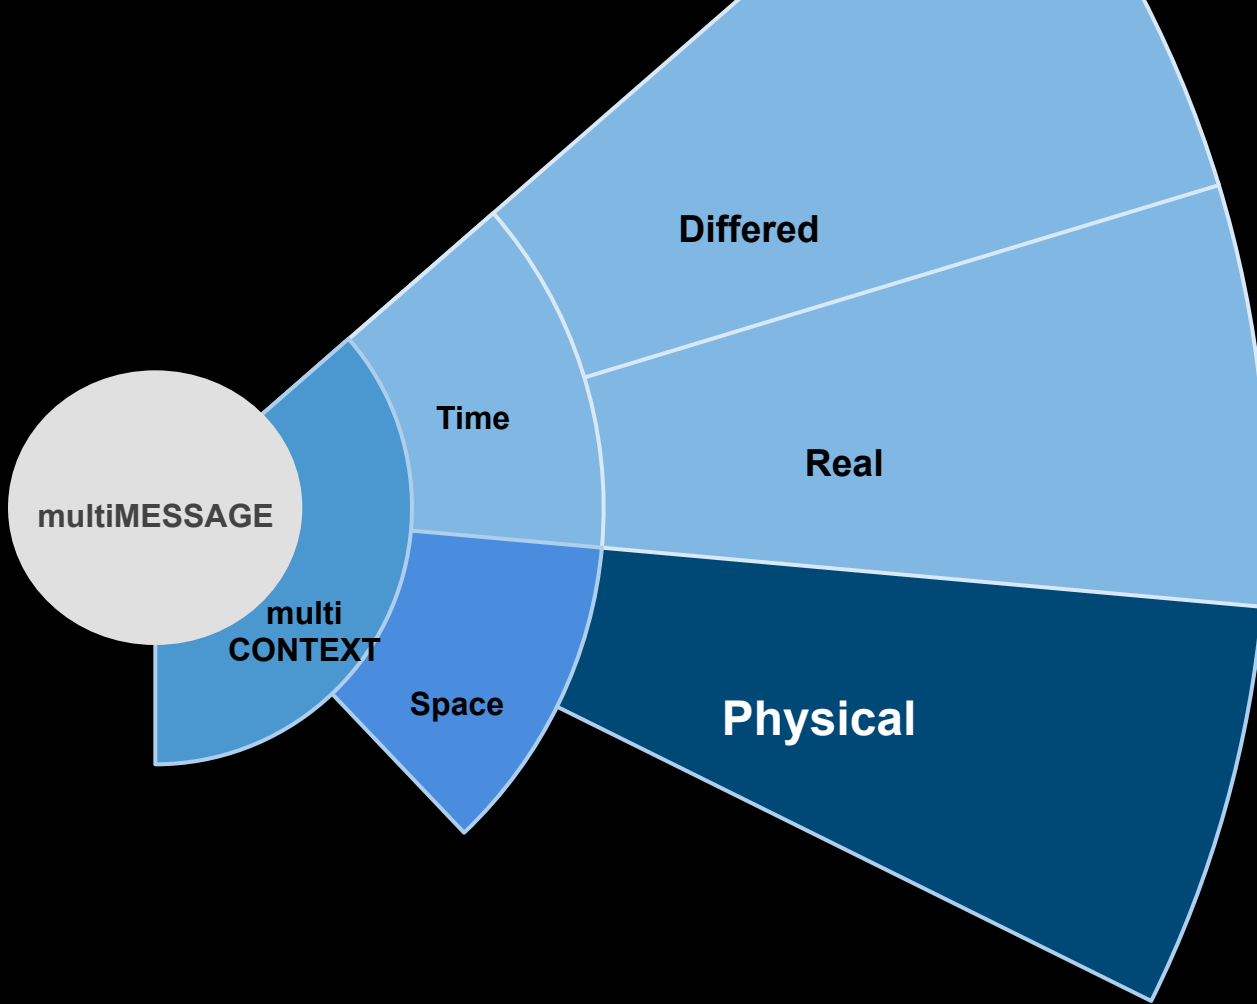 Differed
Time
Real
multiMESSAGE
multi
CONTEXT
Space
Physical